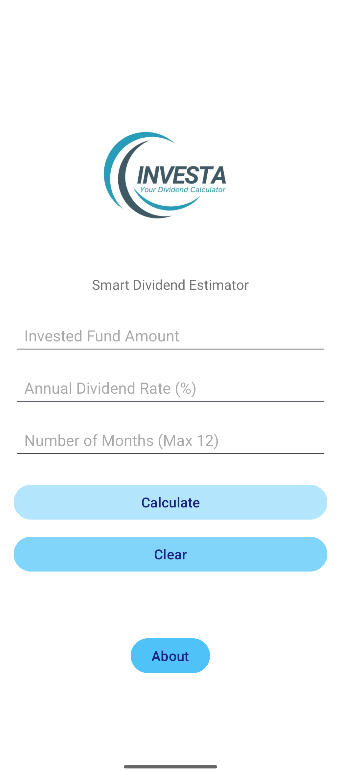 INVESTA
Your Dividend Calculator
Smart Dividend Estimator
Invested Fund Amount
Annual Dividend Rate (%)
Number of Months (Max 12)
Calculate
Clear
About